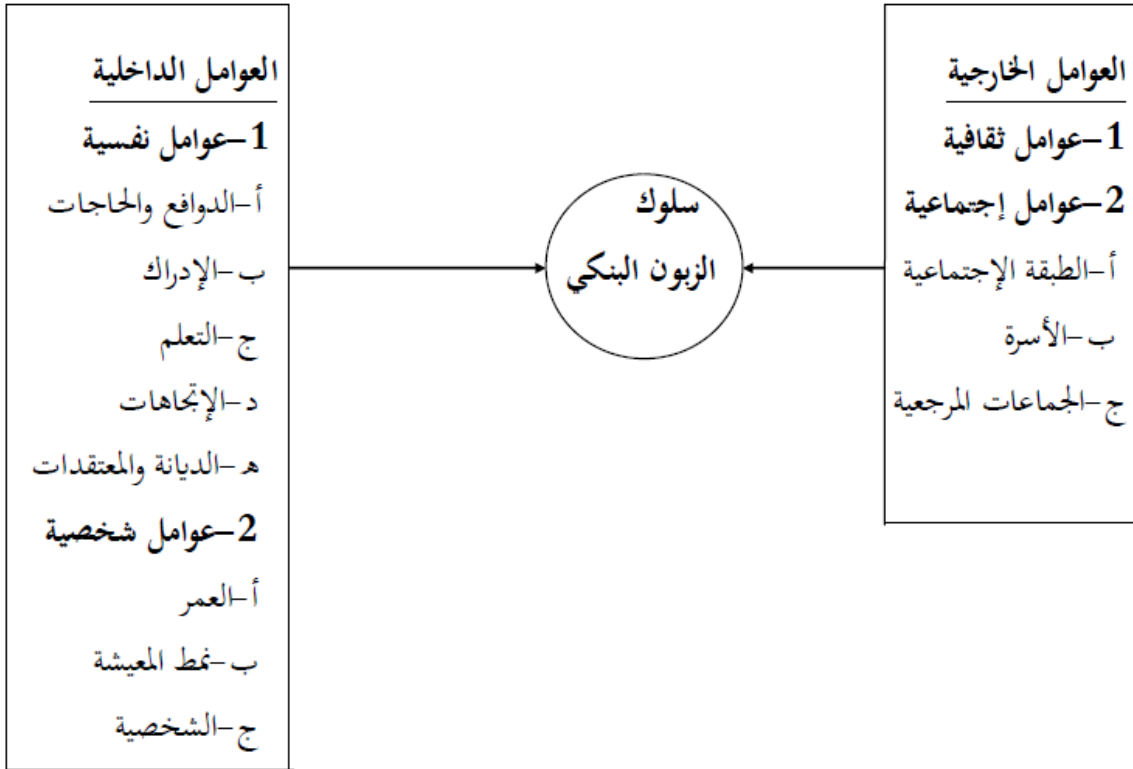 العوامل الخارجية
1-عوامل ثقافية
2-عوامل إجتماعية
أ-الطبقة الإجتماعية
ب-الأسرة
ج-الجماعات المرجعية
سلوك
الزبون البنكي
العوامل الداخلية
1-عوامل نفسية
أ-الدوافع والحاجات
ب-الإدراك
ج-التعلم
د-الإتجاهات
ه-الديانة والمعتقدات
2-عوامل شخصية
أ-العمر
ب-نمط المعيشة
ج-الشخصية